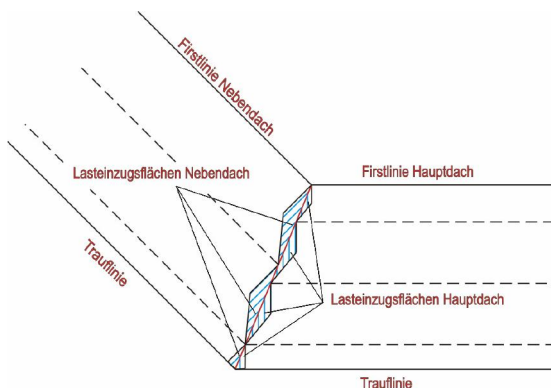 Firstlinie Nebendach
Lasteinzugsflächen Nebendach
Firstlinie Hauptdach
Trauflinie
Lasteinzugsflächen Hauptdach
Trauflinie